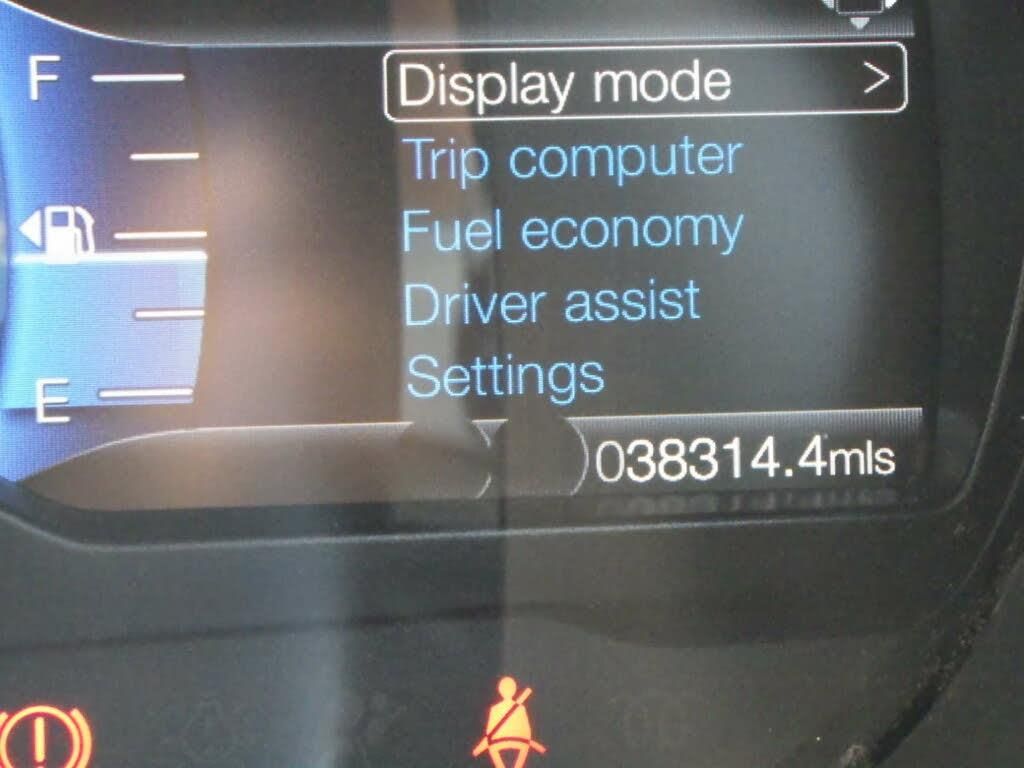 F
Display mode >
Trip computer
Fuel economy
Driver assist
E
Settings
038314.4mls